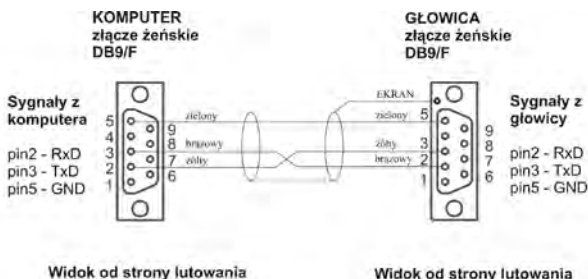 KOMPUTER
złącze żeńskie
DB9/F
GŁOWICA
złącze żeńskie
DB9/F
Sygnały z
komputera
pin2 - RxD
pin3 - TxD
pin5 - GND
5
4
3
2
1
9
8
7
6
zielony
brązowy
żółty
EKRAN
zielony
żółty
brązowy
5
3
2
1
9
8
7
6
Sygnały z
głowicy
pin2 - RxD
pin3 - TxD
pin5 - GND
Widok od strony lutowania
Widok od strony lutowania